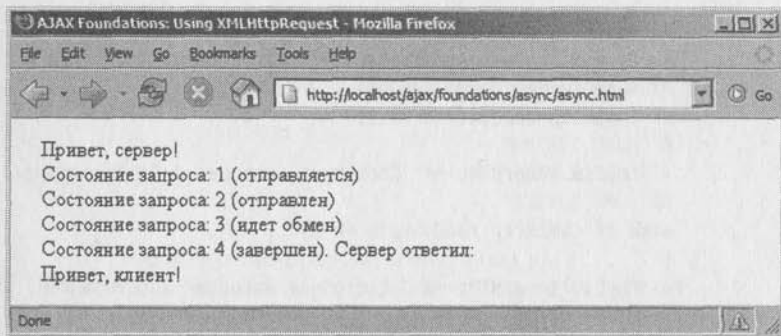 AJAX Foundations: Using XMLHttpRequest - Mozilla Firefox
File Edit View Go Bookmarks Tools Help
http://localhost/ajax/foundations/async/async.html Go
Привет, сервер!
Состояние запроса: 1 (отправляется)
Состояние запроса: 2 (отправлен)
Состояние запроса: 3 (идет обмен)
Состояние запроса: 4 (завершен). Сервер ответил:
Привет, клиент!
Done